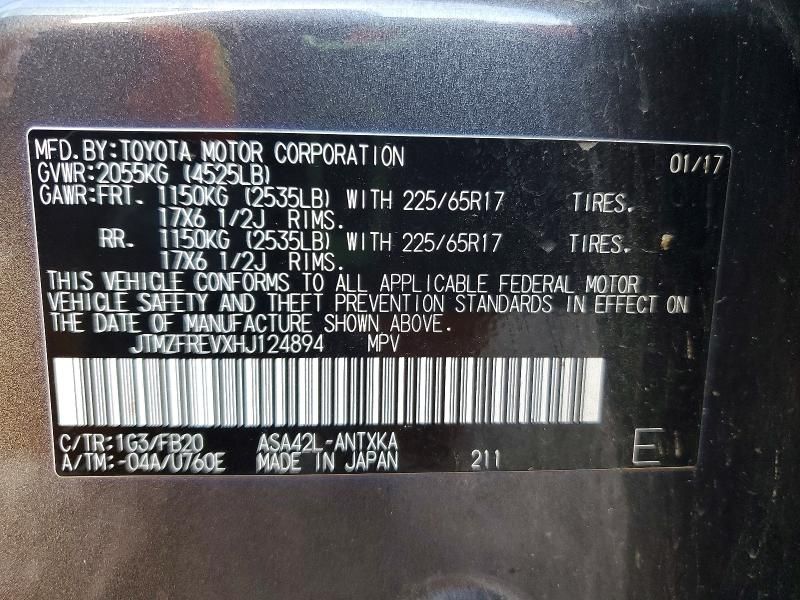 MFD.BY:TOYOTA MOTOR CORPORATION 01/17
GVWR:2055KG (4525LB)
GAWR:FRT. 1150KG (2535LB) WITH 225/65R17 TIRES.
17X6 1/2J RIMS.
RR. 1150KG (2535LB) WITH 225/65R17 TIRES.
17X6 1/2J RIMS.
THIS VEHICLE CONFORMS TO ALL APPLICABLE FEDERAL MOTOR
VEHICLE SAFETY AND THEFT PREVENTION STANDARDS IN EFFECT ON
THE DATE OF MANUFACTURE SHOWN ABOVE.
JTMZFREVXHJ124894 MPV
C/TR:1G3/FB20 ASA42L-ANTXKA
A/TM:-04A/U760E MADE IN JAPAN 211 E